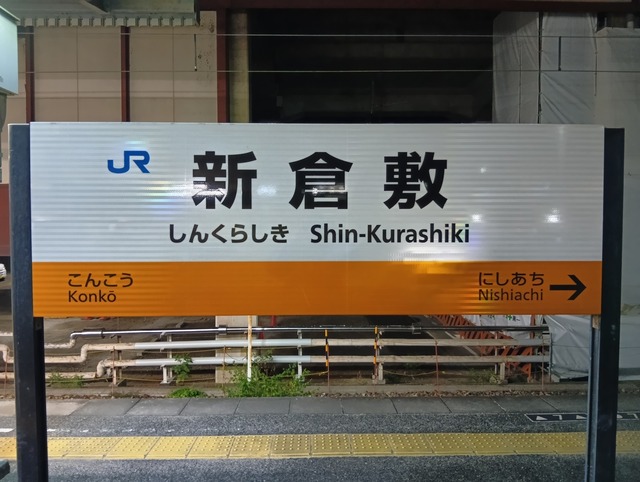 JR 新倉敷
しんくらしき Shin-Kurashiki
こんこう にしあち
Konkō Nishiachi →